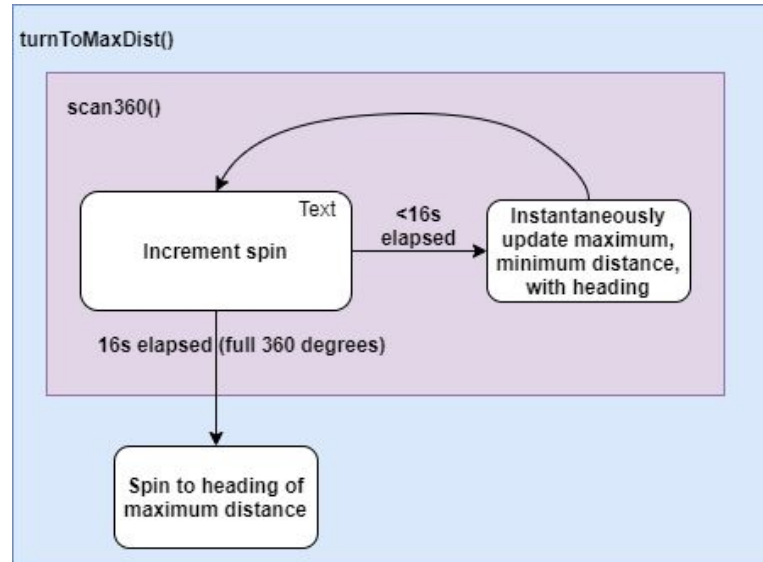 turnToMaxDist()
scan360()
Text
Increment spin
<16s
elapsed
Instantaneously
update maximum,
minimum distance,
with heading
16s elapsed (full 360 degrees)
Spin to heading of
maximum distance